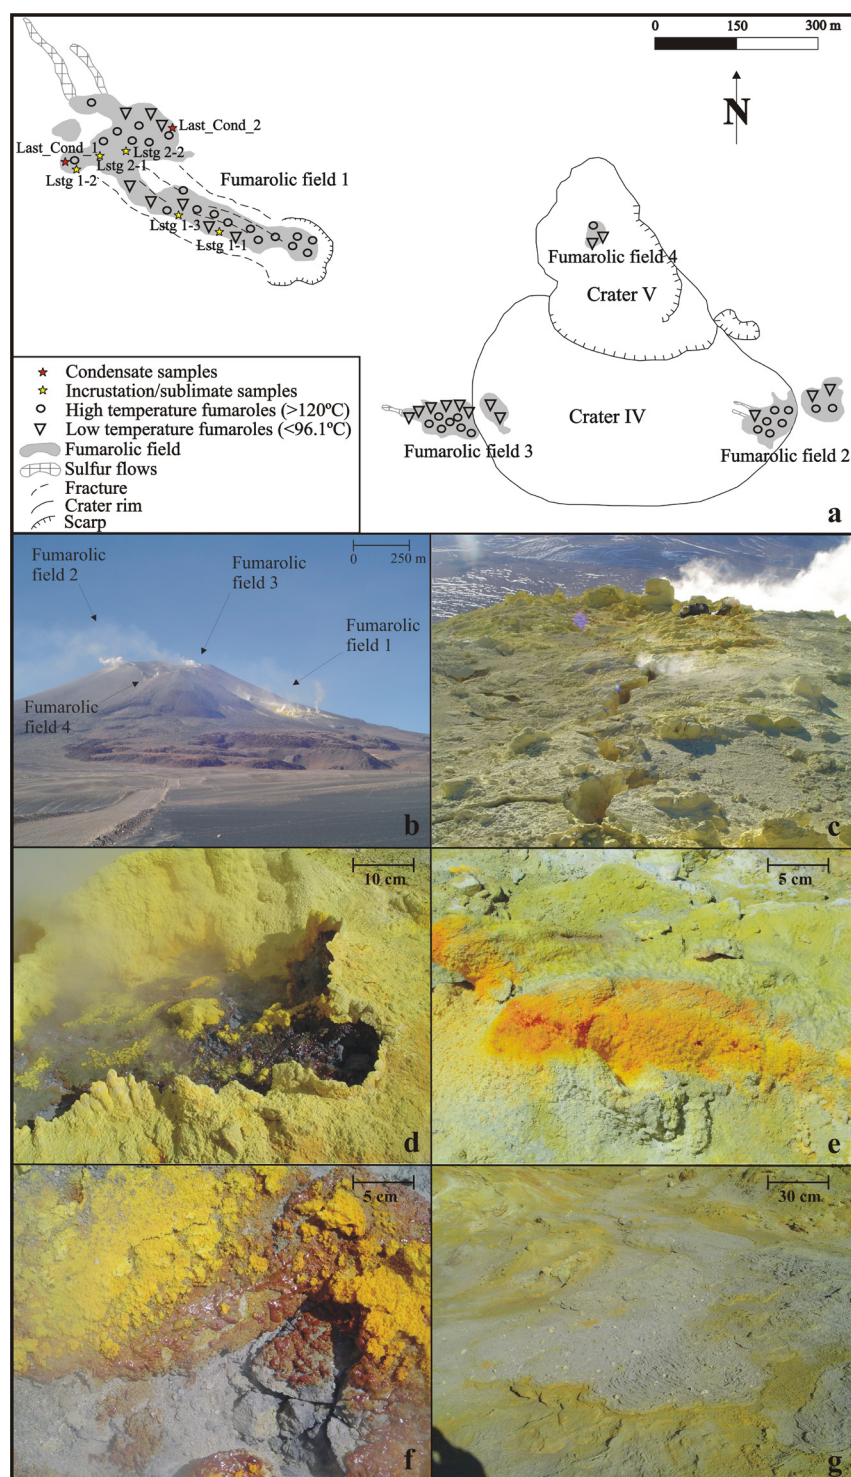 0 150 300 m
N
Last_Cond_2
Last_Cond_1
Lstg 2-2
Lstg 2-1
Lstg 1-2
Fumarolic field 1
Lstg 1-3
Lstg 1-1
Fumarolic field 4
Crater V
Condensate samples
Incrustation/sublimate samples
High temperature fumaroles (>120ºC)
Low temperature fumaroles (<96.1ºC)
Fumarolic field
Sulfur flows
Fracture
Crater rim
Scarp
Crater IV
Fumarolic field 3
Fumarolic field 2
a
Fumarolic
field 2
Fumarolic
field 3
0 250 m
Fumarolic
field 1
Fumarolic
field 4
b
c
10 cm
d
5 cm
e
5 cm
f
30 cm
g